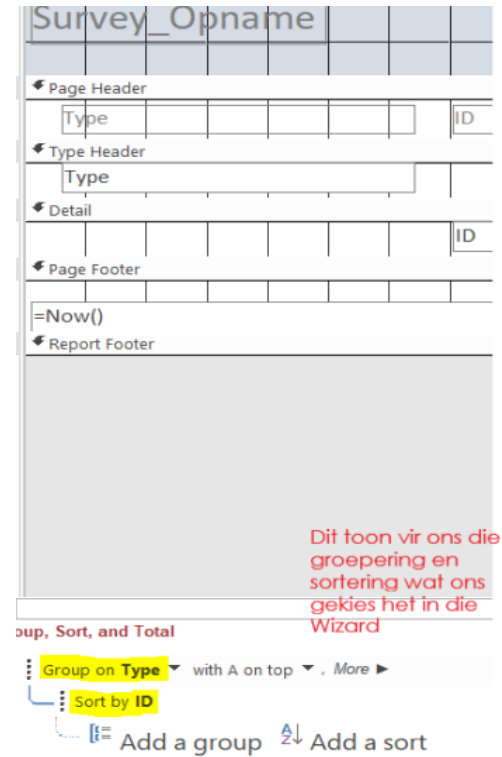 Survey_Opname
Page Header
Type ID
Type Header
Type
Detail
ID
Page Footer
=Now()
Report Footer
Dit toon vir ons die
groepering en
sortering wat ons
gekies het in die
Wizard
oup, Sort, and Total
Group on Type with A on top , More
Sort by ID
Add a group AZ Add a sort